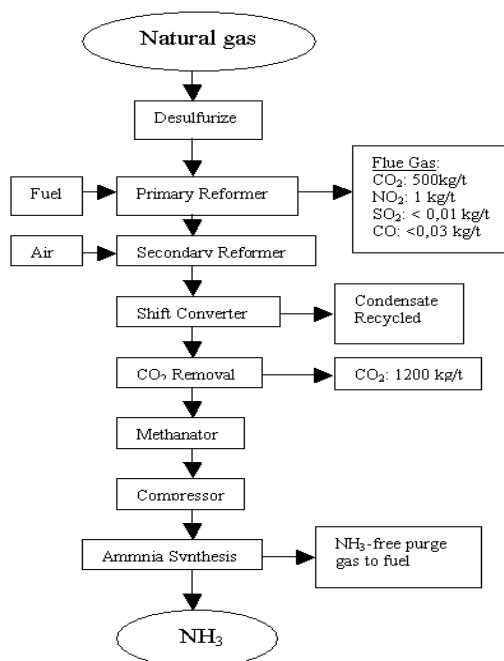 Natural gas
Desulfurize
Flue Gas:
CO₂: 500kg/t
NO₂: 1 kg/t
SO₂: < 0,01 kg/t
CO: <0,03 kg/t
Fuel
Primary Reformer
Air
Secondary Reformer
Shift Converter
Condensate
Recycled
CO₂ Removal
CO₂: 1200 kg/t
Methanator
Compressor
Ammnia Synthesis
NH₃-free purge
gas to fuel
NH₃